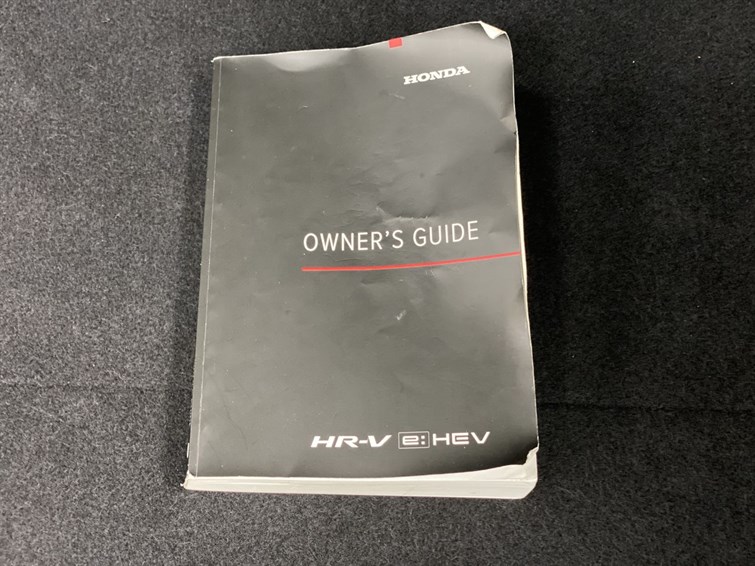 HONDA
OWNER'S GUIDE
HR-V e:HEV